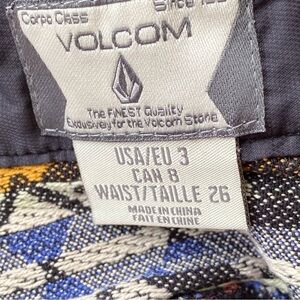 Corpo Class Since
VOLCOM
The FINEST Quality
Exclusively for the Volcom Stone
USA/EU 3
CAN 8
WAIST/TAILLE 26
MADE IN CHINA
FAIT EN CHINE